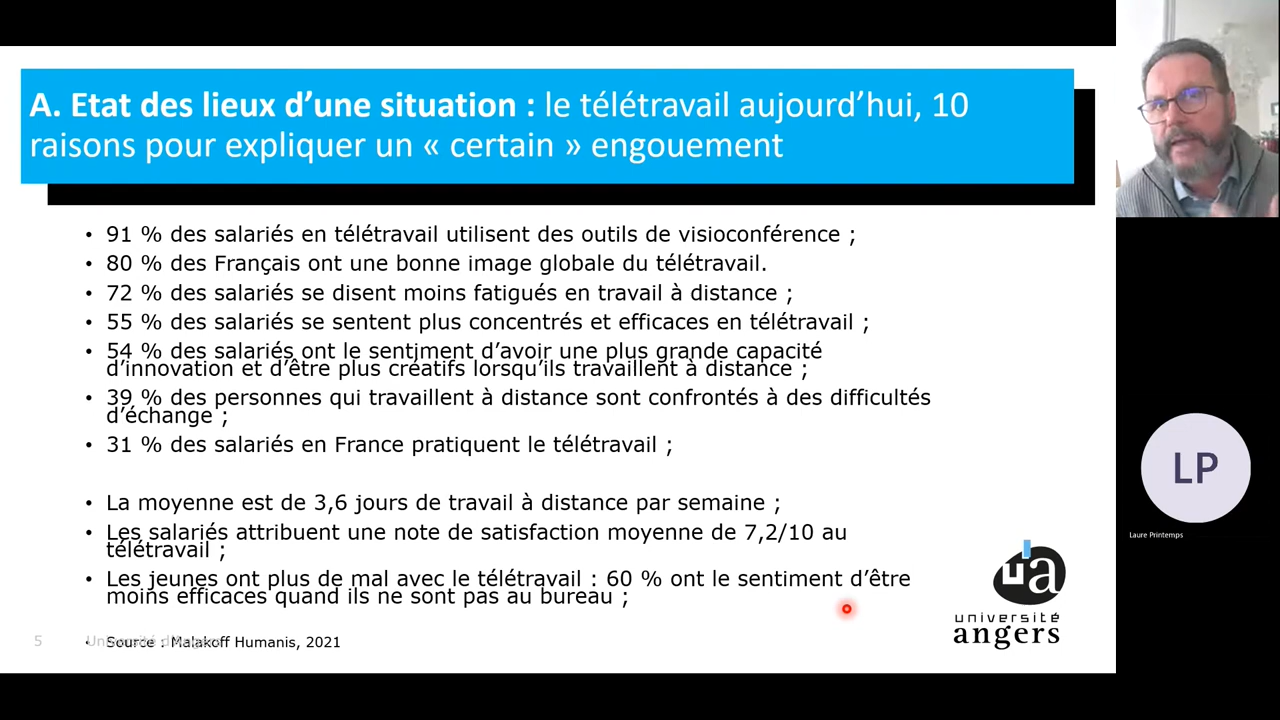 A. Etat des lieux d’une situation : le télétravail aujourd’hui, 10
raisons pour expliquer un « certain » engouement
• 91 % des salariés en télétravail utilisent des outils de visioconférence ;
• 80 % des Français ont une bonne image globale du télétravail.
• 72 % des salariés se disent moins fatigués en travail à distance ;
• 55 % des salariés se sentent plus concentrés et efficaces en télétravail ;
• 54 % des salariés ont le sentiment d’avoir une plus grande capacité
d’innovation et d’être plus créatifs lorsqu’ils travaillent à distance ;
• 39 % des personnes qui travaillent à distance sont confrontés à des difficultés
d’échange ;
• 31 % des salariés en France pratiquent le télétravail ;
• La moyenne est de 3,6 jours de travail à distance par semaine ;
• Les salariés attribuent une note de satisfaction moyenne de 7,2/10 au
télétravail ;
• Les jeunes ont plus de mal avec le télétravail : 60 % ont le sentiment d’être
moins efficaces quand ils ne sont pas au bureau ;
• Source : Malakoff Humanis, 2021
5 Université d'Angers
ua
université
angers
LP
Laure Printemps